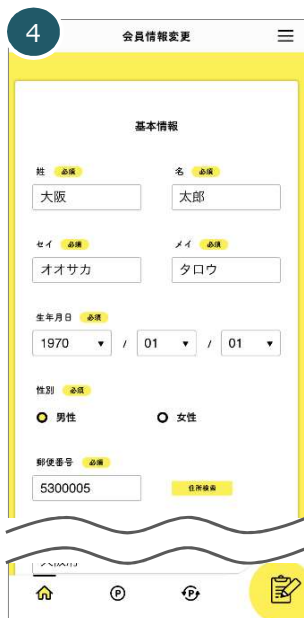 4
会員情報変更
基本情報
姓 必須 名 必須
大阪 太郎
セイ 必須 メイ 必須
オオサカ タロウ
生年月日 必須
1970 ▼ / 01 ▼ / 01 ▼
性別 必須
男性 女性
郵便番号 必須
5300005 住所検索
大阪府
P P